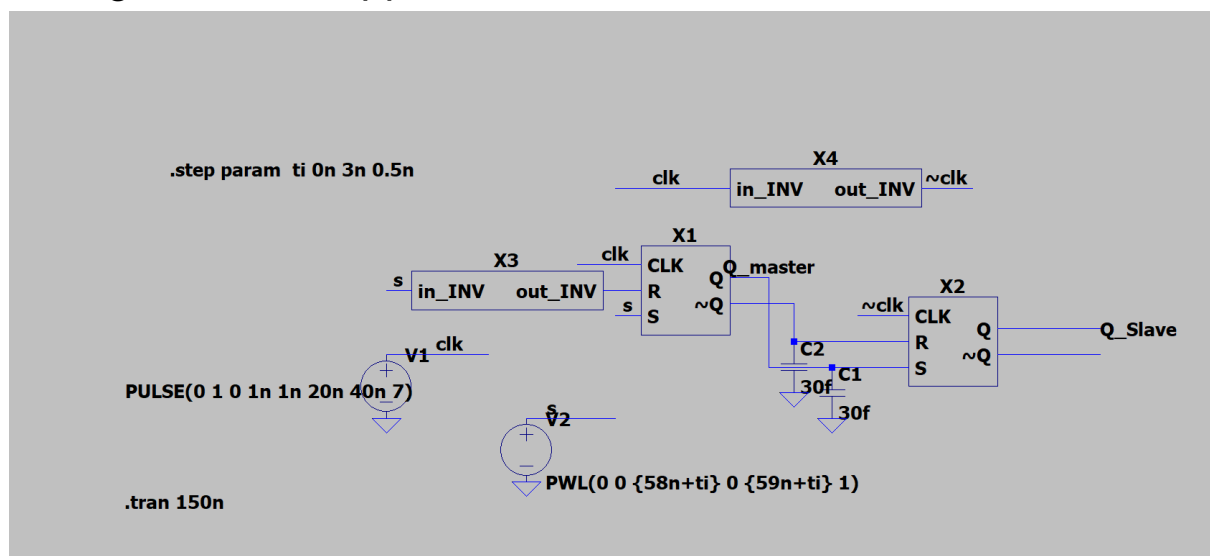 .step param ti 0n 3n 0.5n
X4
clk
in_INV out_INV
~clk
X1
clk
CLK
Q
Q_master
R
~Q
S
X3
s
in_INV out_INV
s
X2
~clk
CLK
Q
Q_Slave
R
~Q
S
C2
30f
C1
30f
clk
V1
PULSE(0 1 0 1n 1n 20n 40n 7)
s
V2
PWL(0 0 {58n+ti} 0 {59n+ti} 1)
.tran 150n